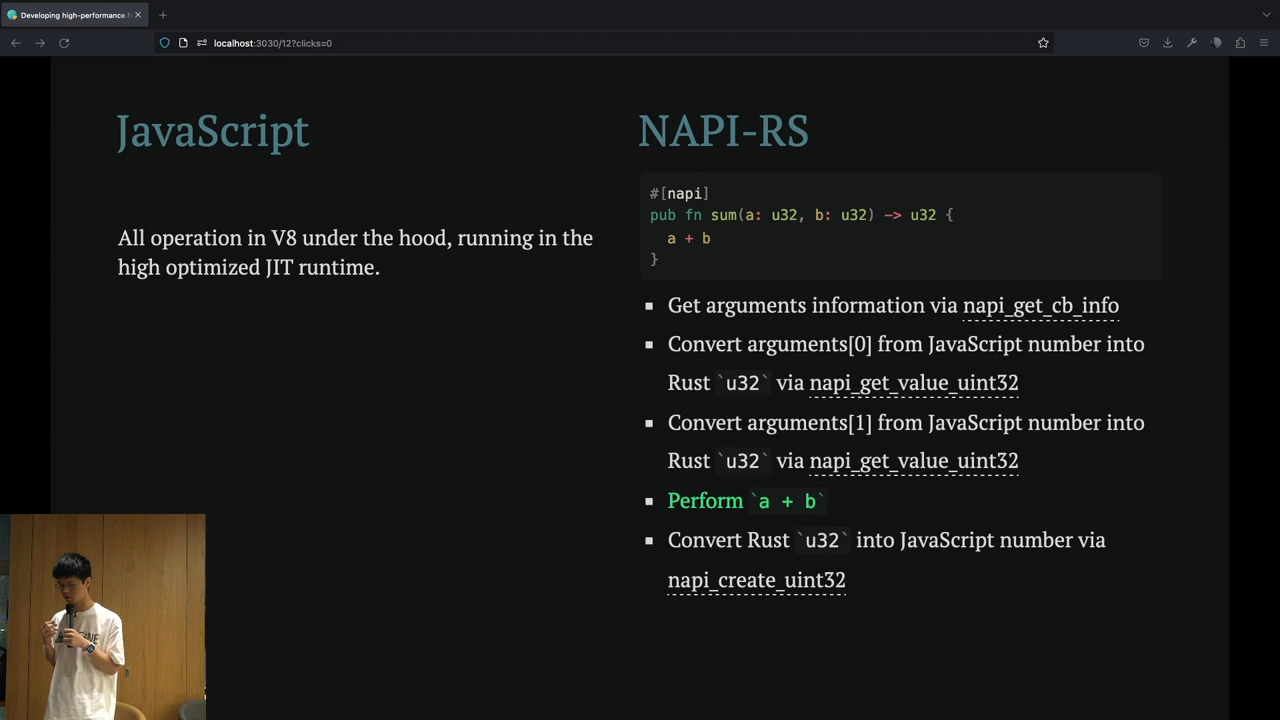 Developing high-performance
localhost:3030/12?clicks=0
JavaScript
All operation in V8 under the hood, running in the
high optimized JIT runtime.
NAPI-RS
#[napi]
pub fn sum(a: u32, b: u32) -> u32 {
a + b
}
Get arguments information via napi_get_cb_info
Convert arguments[0] from JavaScript number into
Rust `u32` via napi_get_value_uint32
Convert arguments[1] from JavaScript number into
Rust `u32` via napi_get_value_uint32
Perform `a + b`
Convert Rust `u32` into JavaScript number via
napi_create_uint32